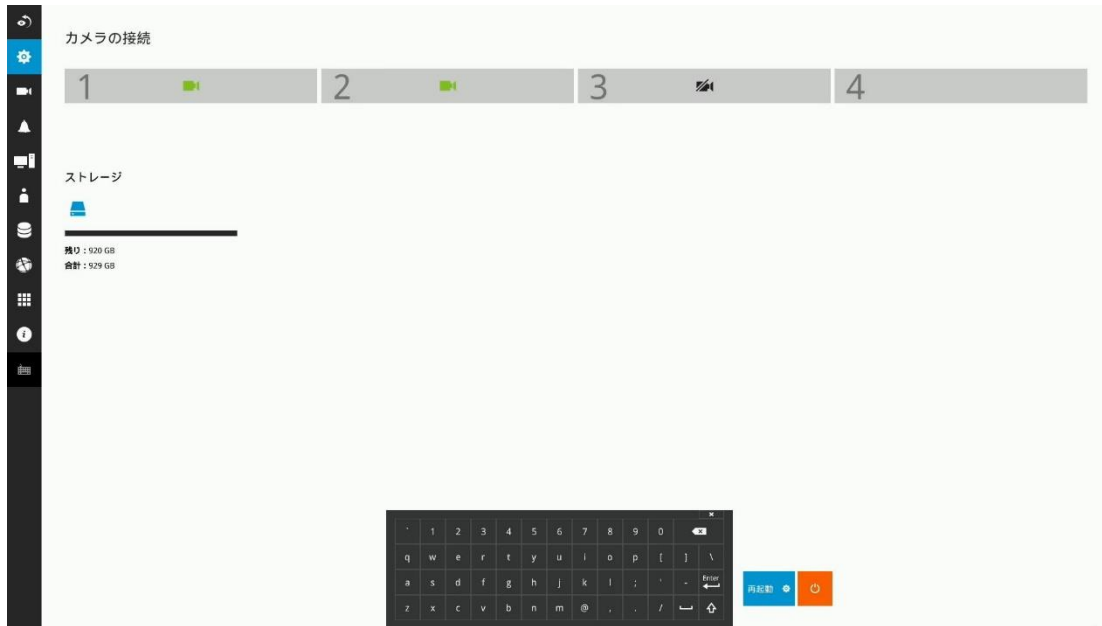 カメラの接続
1 2 3 4
ストレージ
残り : 920 GB
合計 : 929 GB
` 1 2 3 4 5 6 7 8 9 0
q w e r t y u i o p [ ] \
a s d f g h j k l ; ' - Enter
z x c v b n m @ , . /
再起動